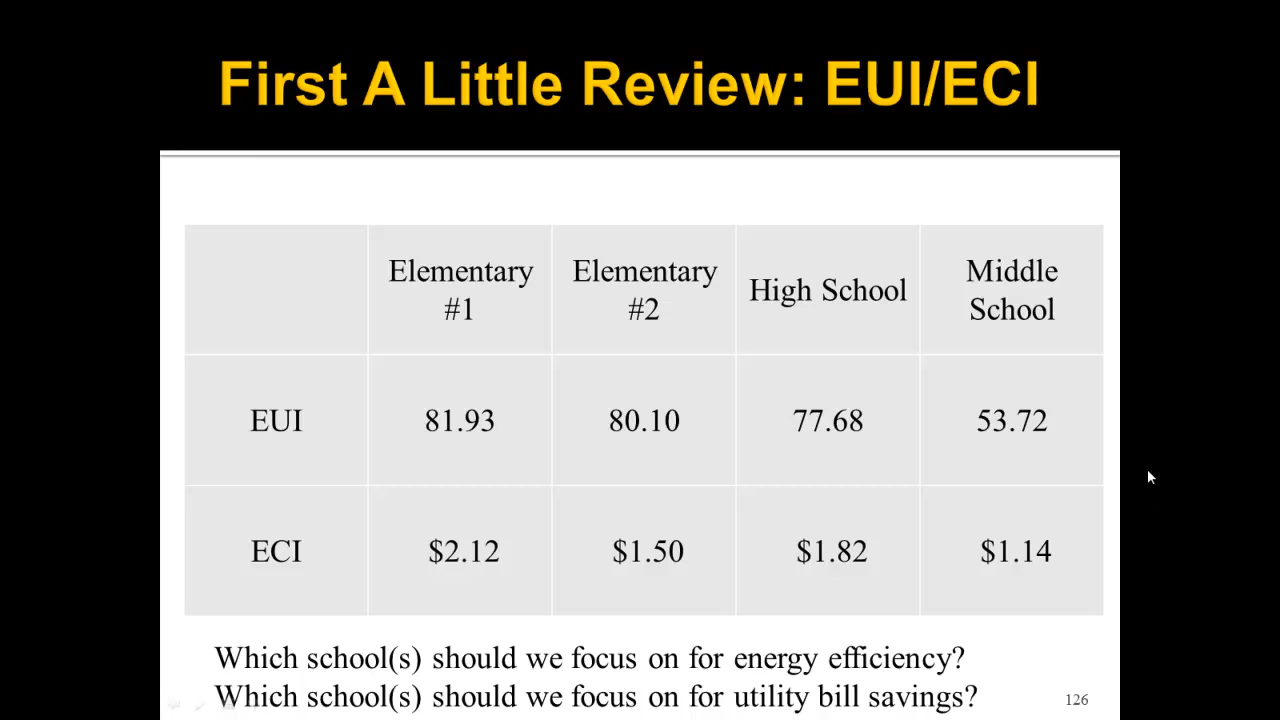 First A Little Review: EUI/ECI
Elementary
#1
Elementary
#2
High School
Middle
School
EUI
81.93
80.10
77.68
53.72
ECI
$2.12
$1.50
$1.82
$1.14
Which school(s) should we focus on for energy efficiency?
Which school(s) should we focus on for utility bill savings?
126